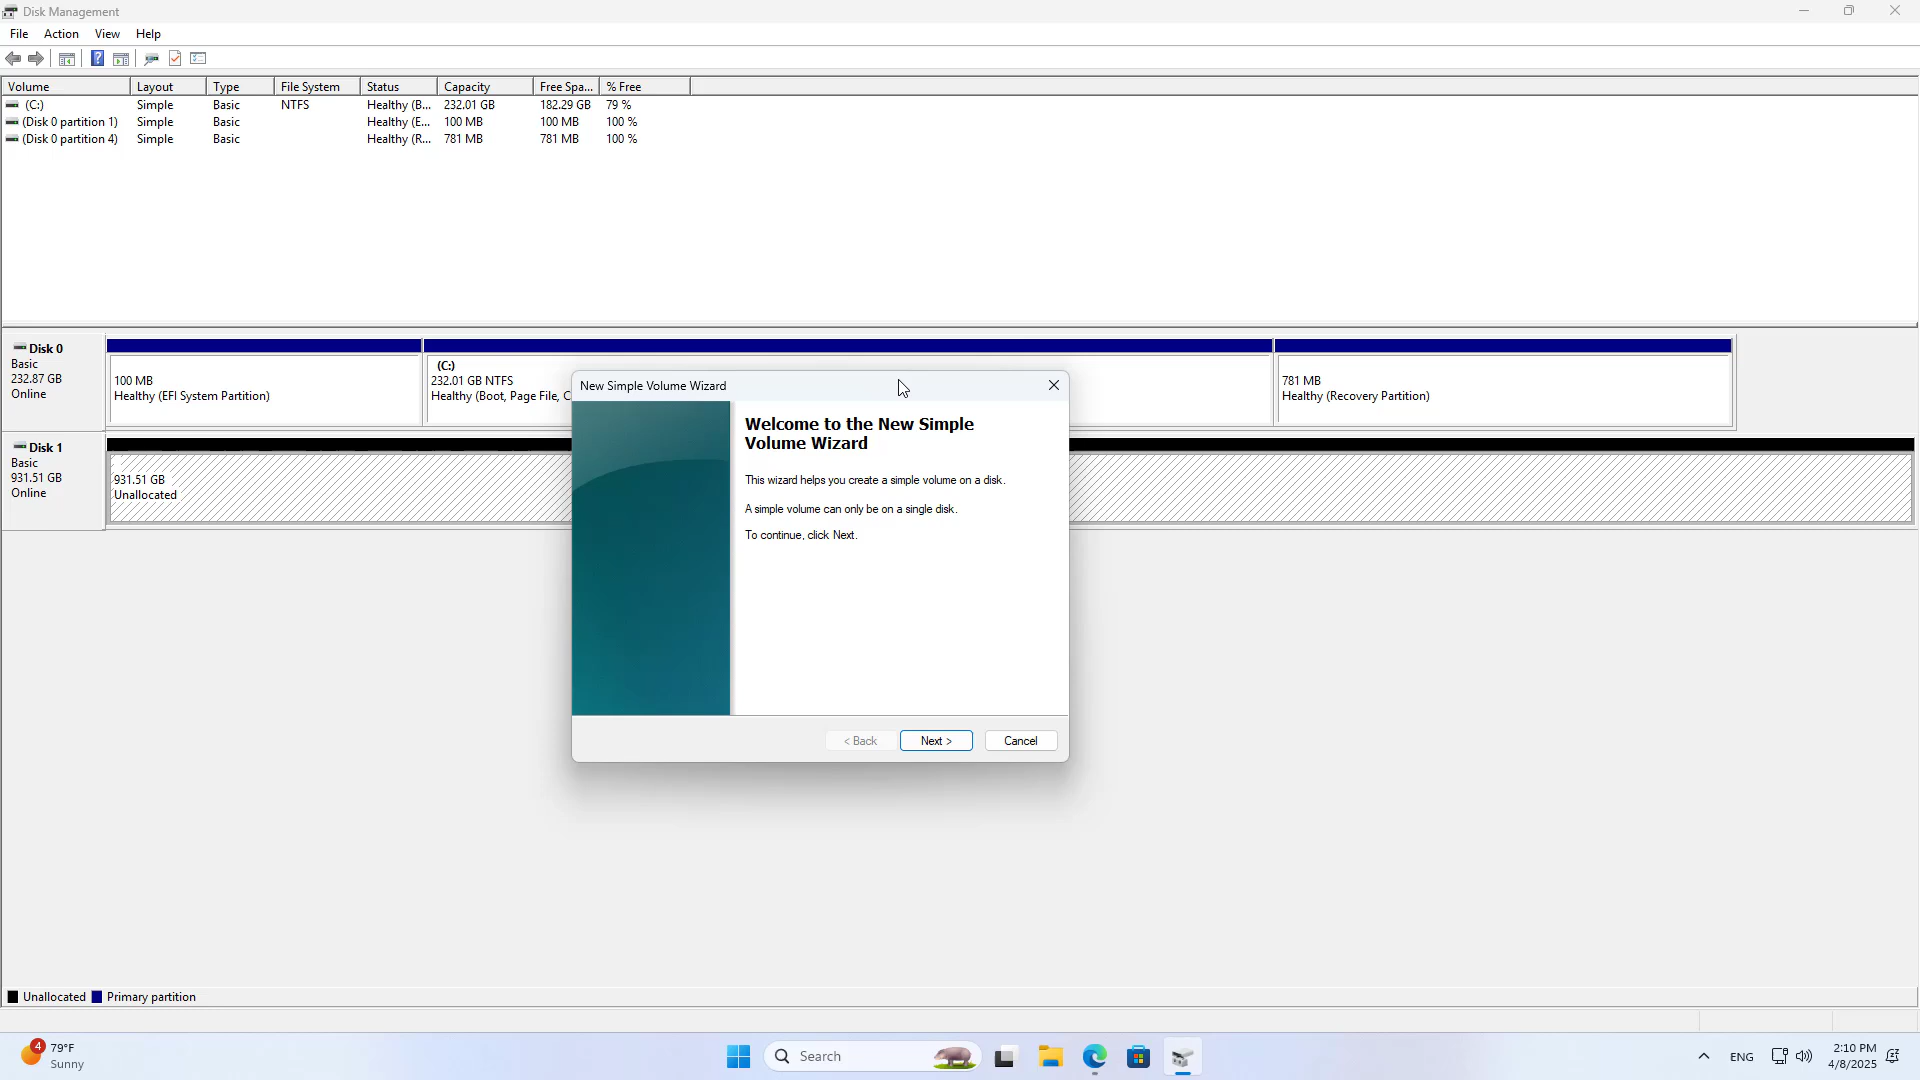 Disk Management
File Action View Help
Volume Layout Type File System Status Capacity Free Spa... % Free
(C:) Simple Basic NTFS Healthy (B... 232.01 GB 182.29 GB 79 %
(Disk 0 partition 1) Simple Basic Healthy (E... 100 MB 100 MB 100 %
(Disk 0 partition 4) Simple Basic Healthy (R... 781 MB 781 MB 100 %
Disk 0
Basic
232.87 GB
Online
100 MB
Healthy (EFI System Partition)
(C:)
232.01 GB NTFS
Healthy (Boot, Page File, C
781 MB
Healthy (Recovery Partition)
Disk 1
Basic
931.51 GB
Online
931.51 GB
Unallocated
New Simple Volume Wizard
Welcome to the New Simple
Volume Wizard
This wizard helps you create a simple volume on a disk.
A simple volume can only be on a single disk.
To continue, click Next.
< Back Next > Cancel
Unallocated Primary partition
4
79°F
Sunny
Search
ENG
2:10 PM
4/8/2025